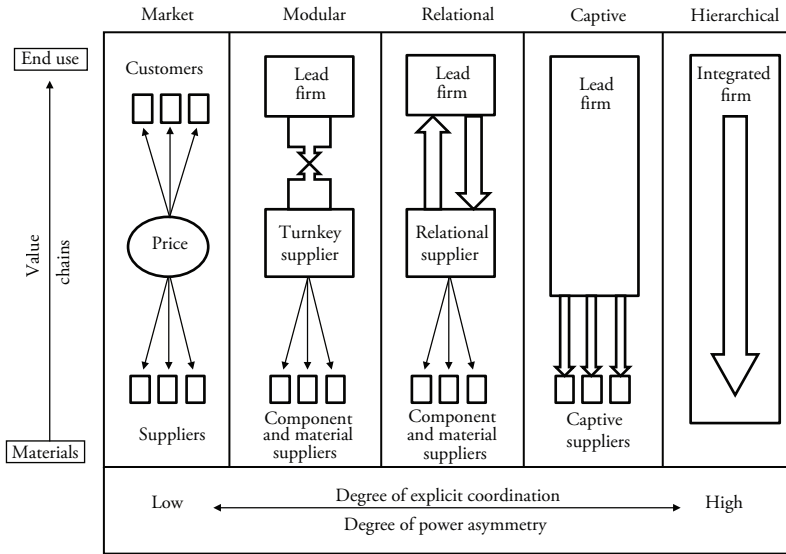 Market
Modular
Relational
Captive
Hierarchical
End use
Value
chains
Materials
Customers
Price
Suppliers
Lead
firm
Turnkey
supplier
Component
and material
suppliers
Lead
firm
Relational
supplier
Component
and material
suppliers
Lead
firm
Captive
suppliers
Integrated
firm
Low
Degree of explicit coordination
Degree of power asymmetry
High